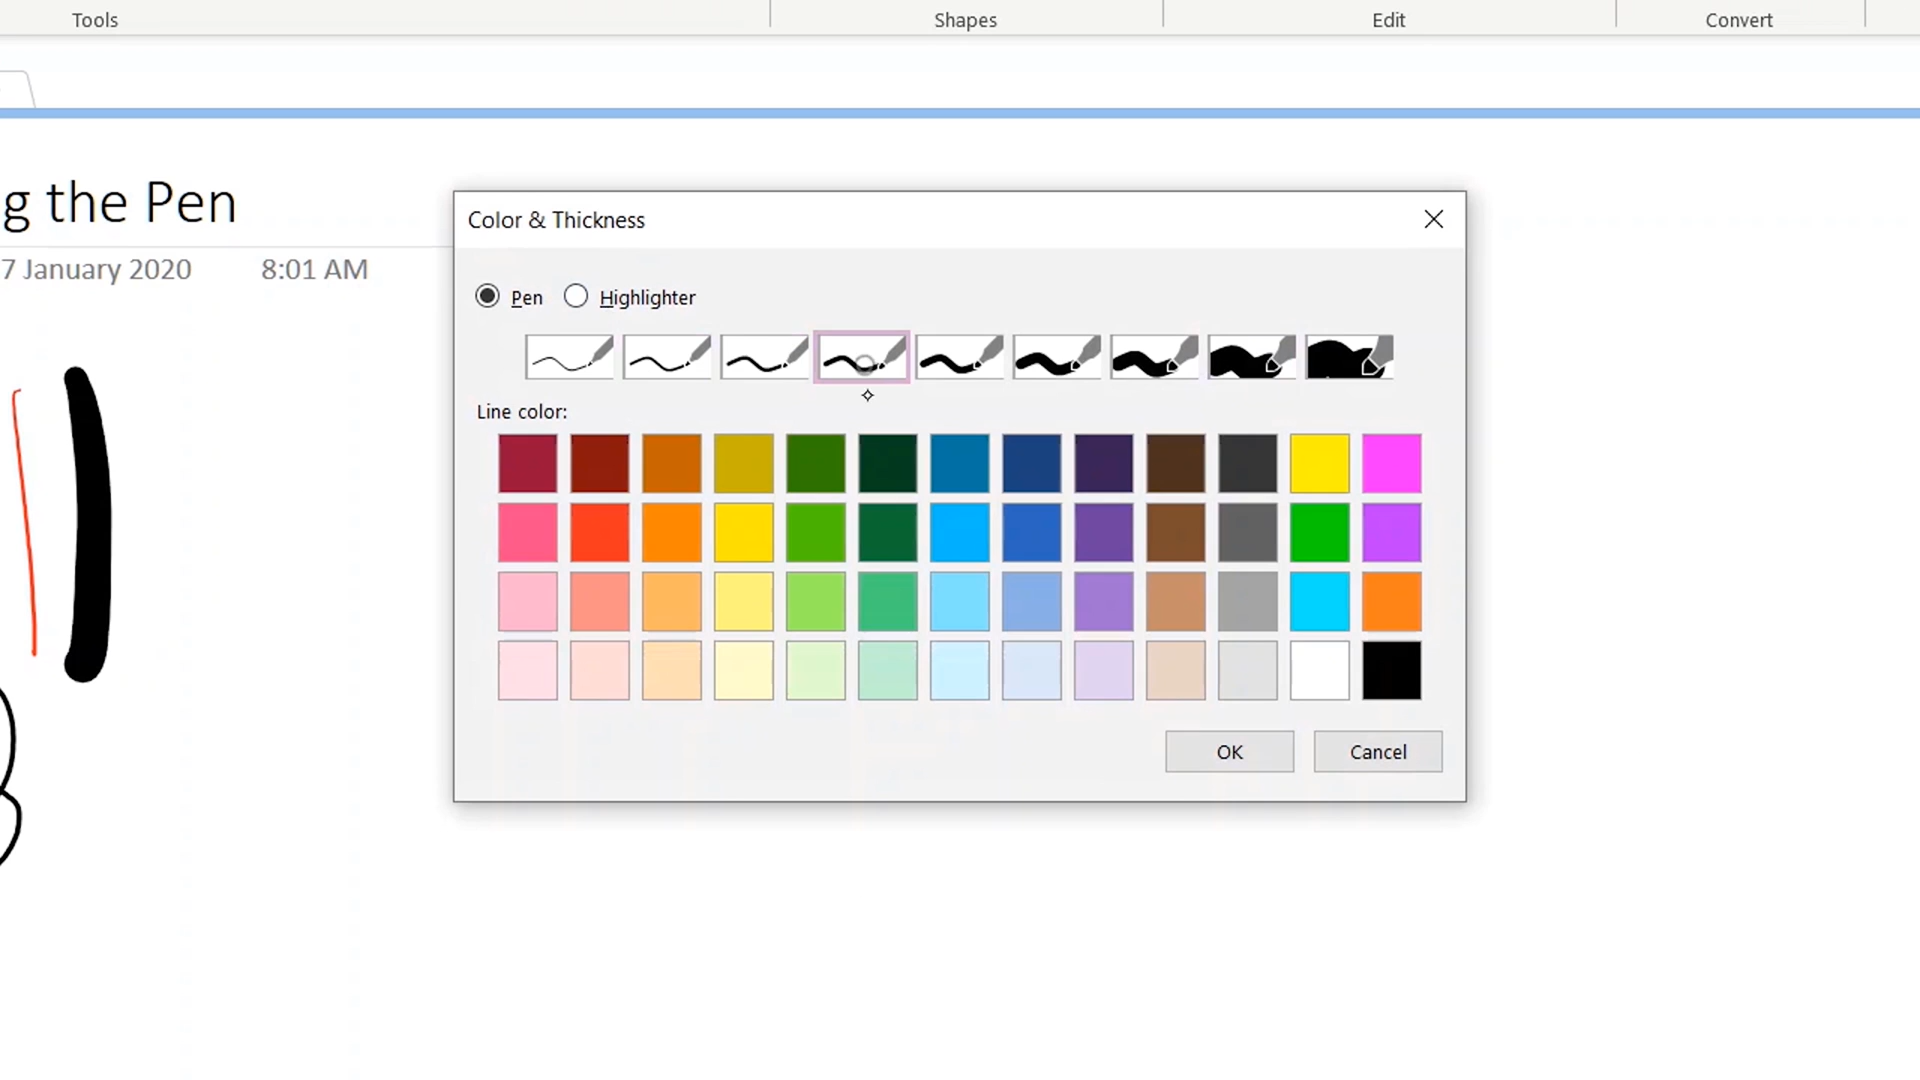 Tools Shapes Edit Convert
g the Pen
7 January 2020 8:01 AM
Color & Thickness
Pen Highlighter
Line color:
OK Cancel